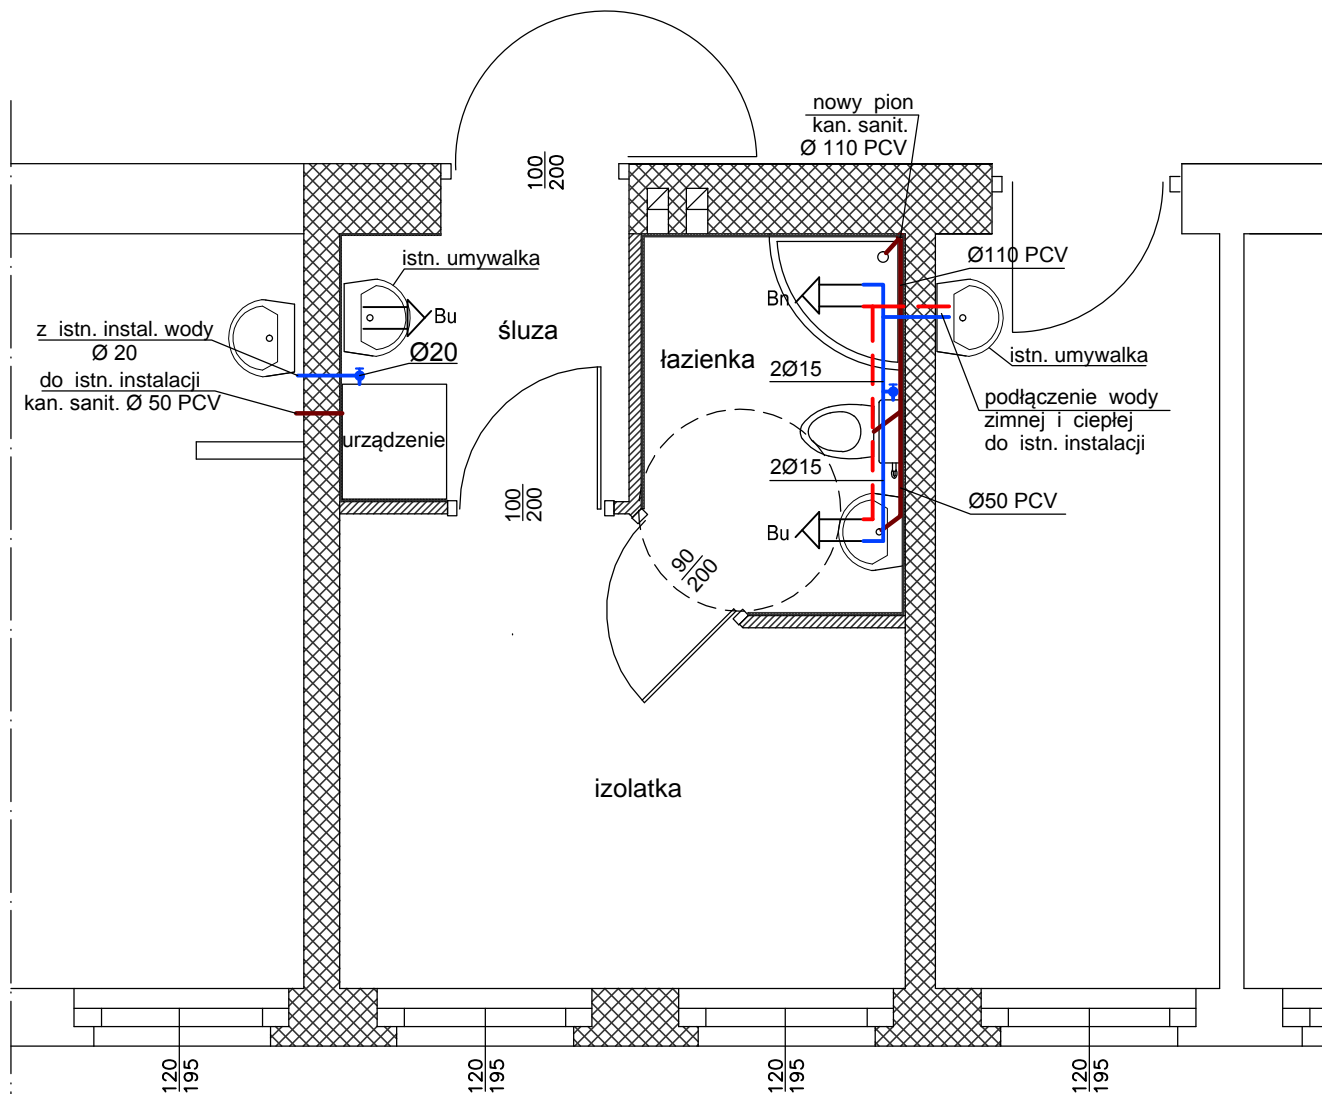 nowy pion
kan. sanit.
Ø 110 PCV
100
200
istn. umywalka
Ø110 PCV
Bn
Bu
z istn. instal. wody
Ø 20
śluza
Ø20
łazienka
istn. umywalka
2Ø15
do istn. instalacji
kan. sanit. Ø 50 PCV
podłączenie wody
zimnej i ciepłej
do istn. instalacji
urządzenie
2Ø15
100
200
Ø50 PCV
Bu
90
200
izolatka
120
195
120
195
120
195
120
195